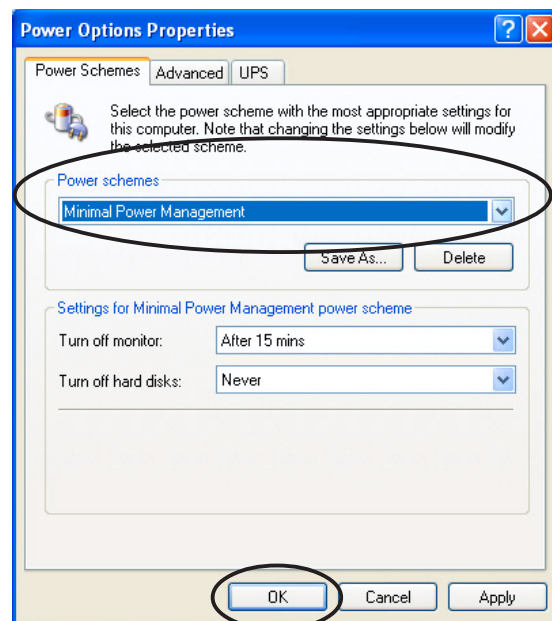 Power Options Properties
Power Schemes Advanced UPS
Select the power scheme with the most appropriate settings for
this computer. Note that changing the settings below will modify
the selected scheme.
Power schemes
Minimal Power Management
Save As... Delete
Settings for Minimal Power Management power scheme
Turn off monitor: After 15 mins
Turn off hard disks: Never
OK Cancel Apply